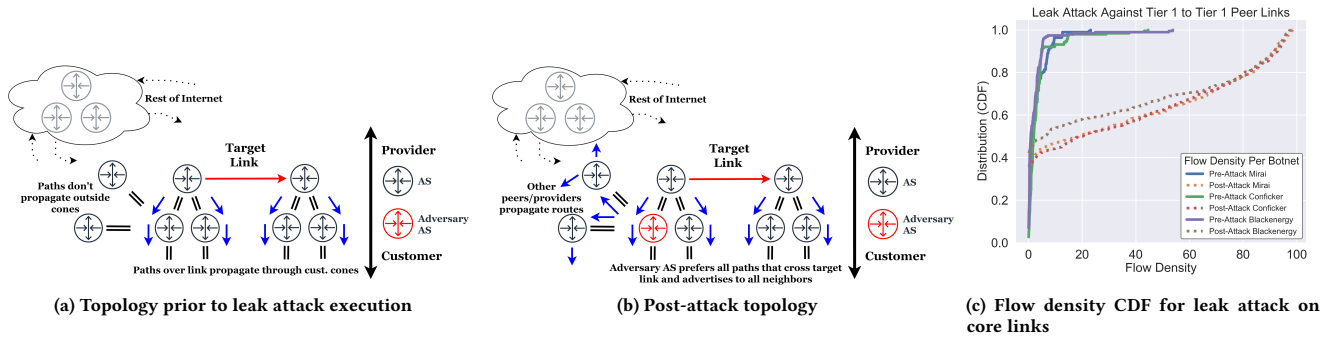 Rest of Internet
Target
Link
Paths don't
propagate outside
cones
Provider
AS
Adversary
AS
Customer
Paths over link propagate through cust. cones
(a) Topology prior to leak attack execution
Rest of Internet
Target
Link
Other
peers/providers
propagate routes
Provider
AS
Adversary
AS
Customer
Adversary AS prefers all paths that cross target
link and advertises to all neighbors
(b) Post-attack topology
Leak Attack Against Tier 1 to Tier 1 Peer Links
Distribution (CDF)
1.0
0.8
0.6
0.4
0.2
0.0
Flow Density Per Botnet
Pre-Attack Mirai
Post-Attack Mirai
Pre-Attack Conficker
Post-Attack Conficker
Pre-Attack Blackenergy
Post-Attack Blackenergy
0 20 40 60 80 100
Flow Density
(c) Flow density CDF for leak attack on
core links